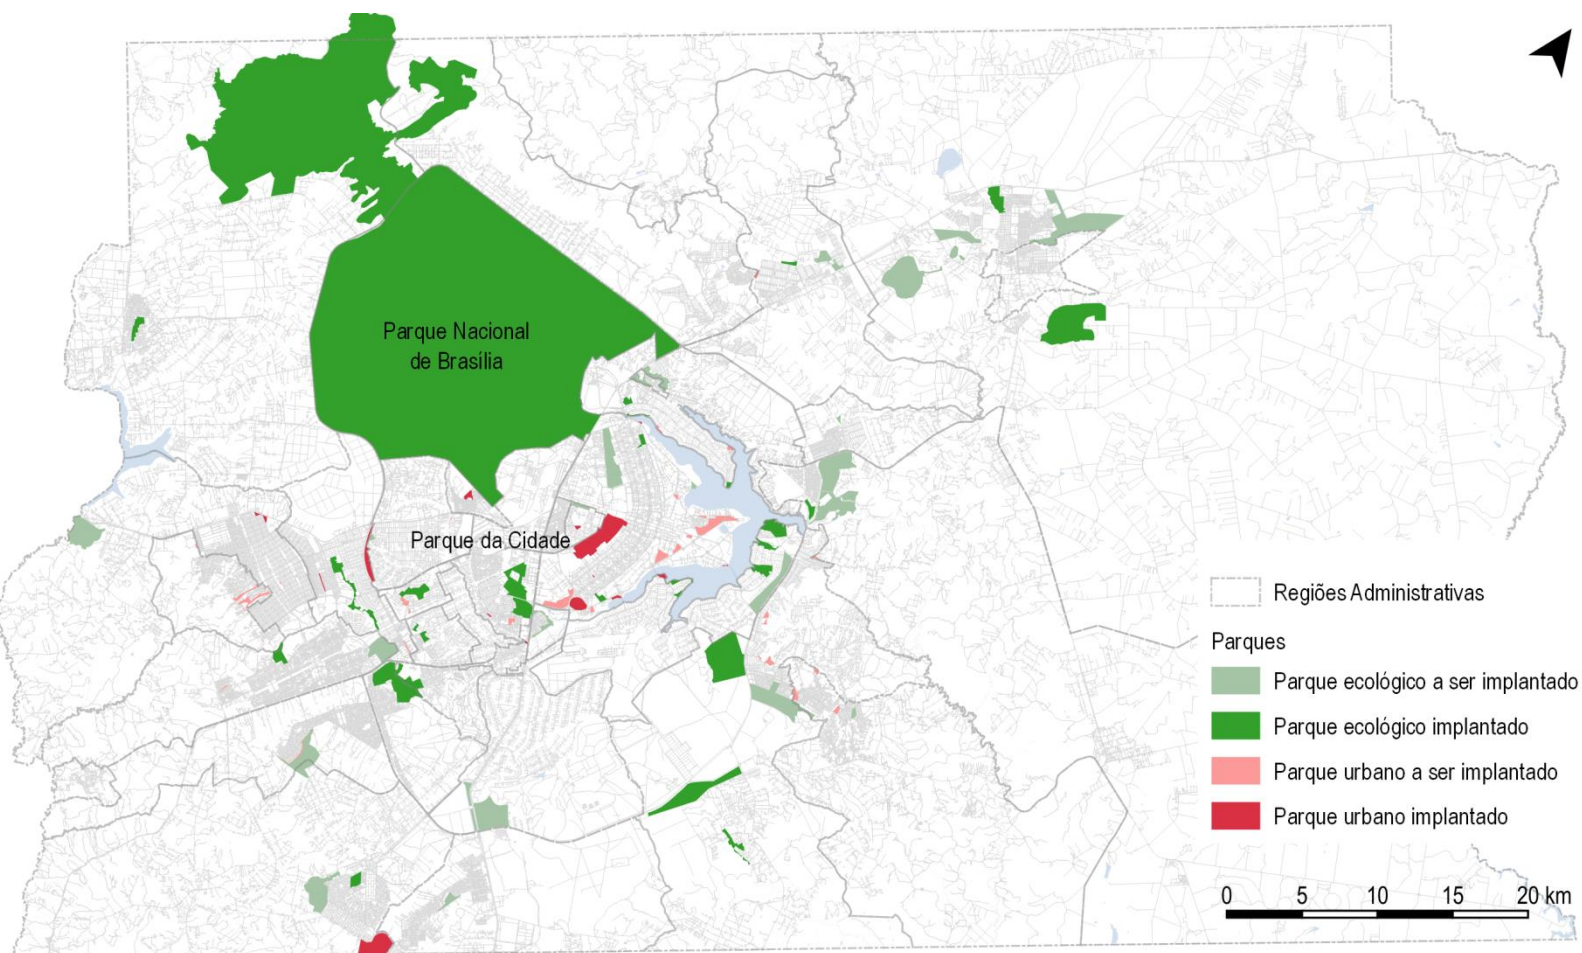 Parque Nacional
de Brasília
Parque da Cidade
Regiões Administrativas
Parques
Parque ecológico a ser implantado
Parque ecológico implantado
Parque urbano a ser implantado
Parque urbano implantado
0 5 10 15 20 km